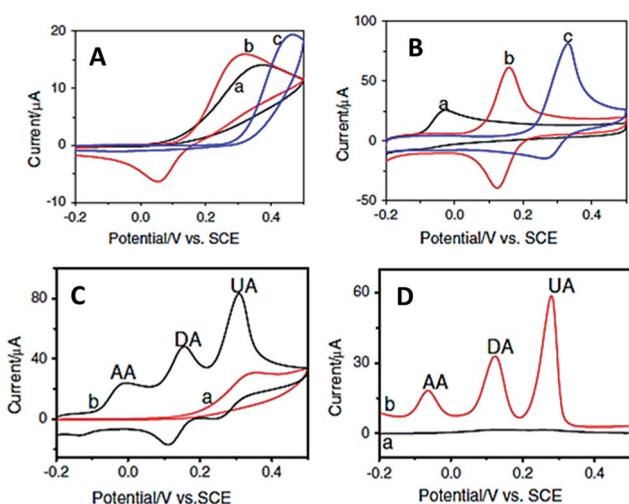 A
20
10
0
-10
Current/µA
a
b
c
0.0
0.2
0.4
-0.2
Potential/V vs. SCE
B
100
50
0
-50
Current/µA
a
b
c
-0.2
0.0
0.2
0.4
Potential/V vs. SCE
C
80
40
0
Current/µA
AA
DA
UA
b
a
-0.2
0.0
0.2
0.4
Potential/V vs.SCE
D
60
30
0
Current/µA
AA
DA
UA
b
a
-0.2
0.0
0.2
0.4
Potential/V vs.SCE